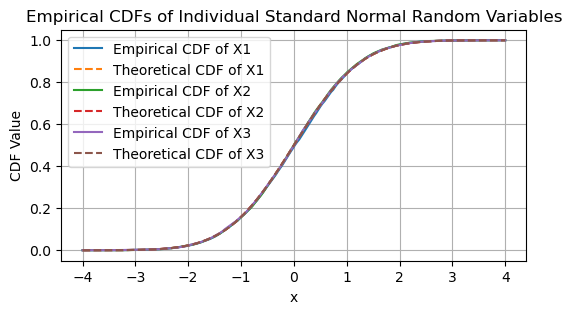 Empirical CDFs of Individual Standard Normal Random Variables
1.0
0.8
0.6
0.4
0.2
0.0
CDF Value
Empirical CDF of X1
Theoretical CDF of X1
Empirical CDF of X2
Theoretical CDF of X2
Empirical CDF of X3
Theoretical CDF of X3
−4 −3 −2 −1 0 1 2 3 4
x